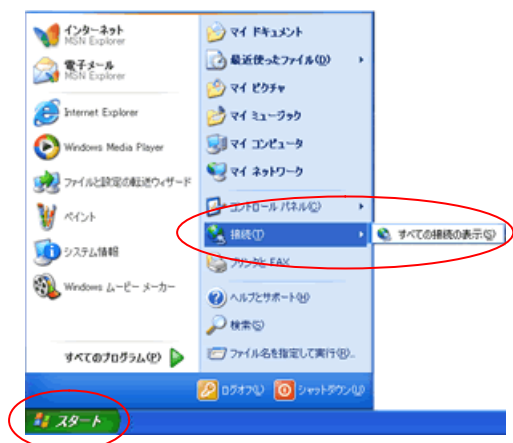 インターネット
MSN Explorer
電子メール
MSN Explorer
Internet Explorer
Windows Media Player
ファイルと設定の転送ウィザード
ペイント
システム情報
Windows ムービー メーカー
すべてのプログラム(P)
マイ ドキュメント
最近使ったファイル(D)
マイ ピクチャ
マイ ミュージック
マイ コンピュータ
マイ ネットワーク
コントロール パネル(C)
接続(T)
すべての接続の表示(S)
プリンタと FAX
ヘルプとサポート(H)
検索(S)
ファイル名を指定して実行(R)...
ログオフ(L)
シャットダウン(U)
スタート